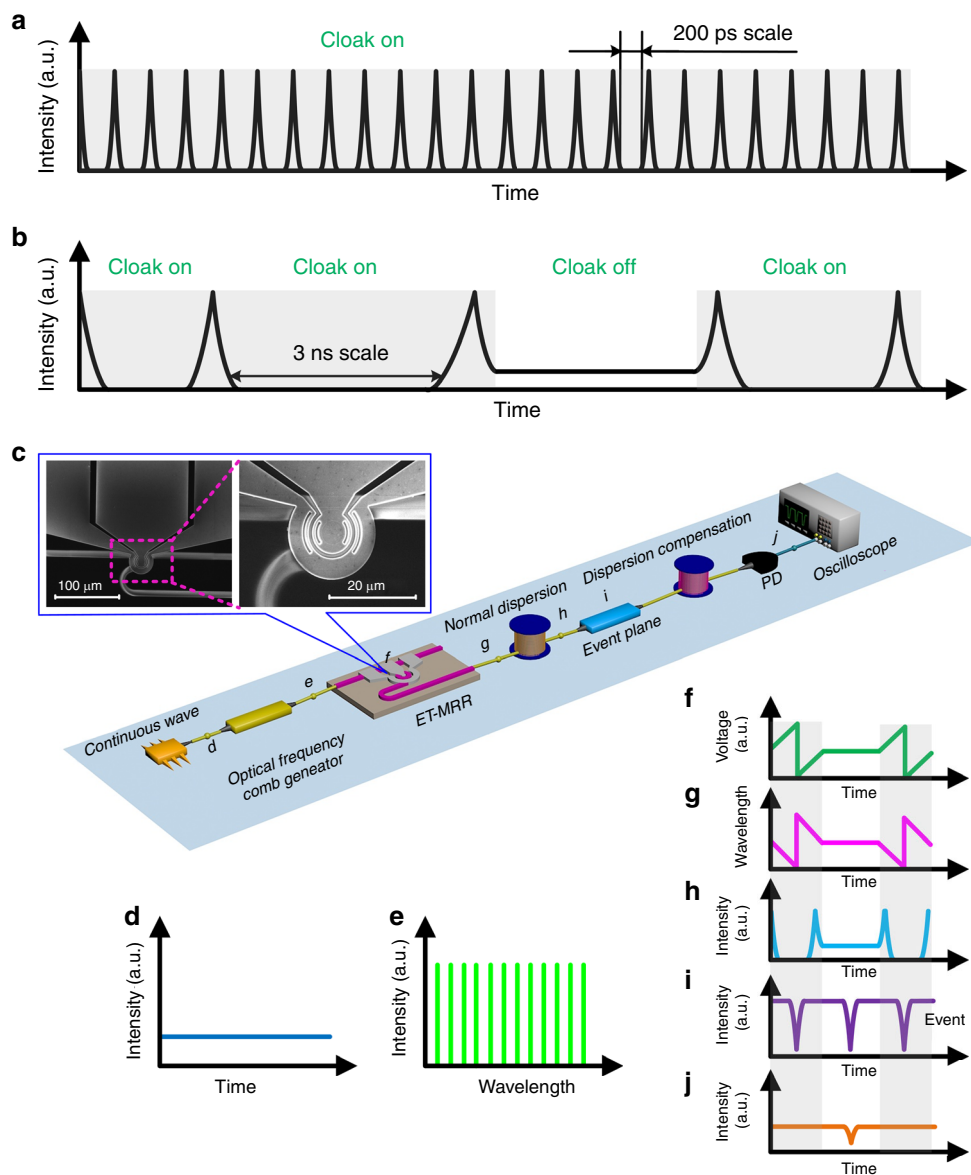 a
Cloak on
200 ps scale
Intensity (a.u.)
Time
b
Cloak on
Cloak on
Cloak off
Cloak on
3 ns scale
Intensity (a.u.)
Time
c
100 μm
20 μm
Continuous wave
d
Optical frequency
comb geneator
e
f
ET-MRR
g
Normal dispersion
h
i
Event plane
Dispersion compensation
PD
j
Oscilloscope
d
Intensity (a.u.)
Time
e
Intensity (a.u.)
Wavelength
f
Voltage
(a.u.)
Time
g
Wavelength
Time
h
Intensity
(a.u.)
Time
i
Intensity
(a.u.)
Event
Time
j
Intensity
(a.u.)
Time